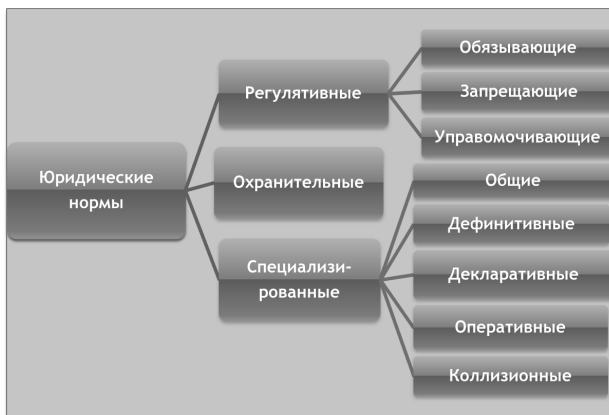 Юридические
нормы
Регулятивные
Обязывающие
Запрещающие
Управомочивающие
Охранительные
Специализи-
рованные
Общие
Дефинитивные
Декларативные
Оперативные
Коллизионные